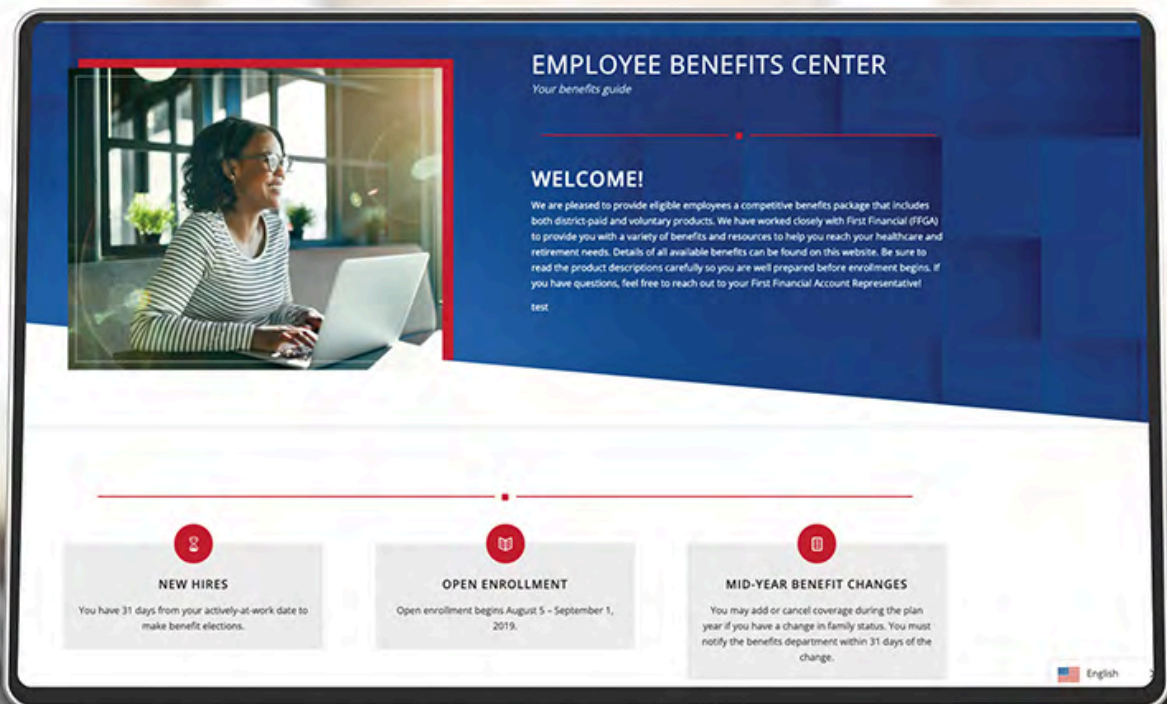 EMPLOYEE BENEFITS CENTER
Your benefits guide
WELCOME!
We are pleased to provide eligible employees a competitive benefits package that includes
both district-paid and voluntary products. We have worked closely with First Financial (FFGA)
to provide you with a variety of benefits and resources to help you reach your healthcare and
retirement needs. Details of all available benefits can be found on this website. Be sure to
read the product descriptions carefully so you are well prepared before enrollment begins. If
you have questions, feel free to reach out to your First Financial Account Representative!
test
NEW HIRES
You have 31 days from your actively-at-work date to
make benefit elections.
OPEN ENROLLMENT
Open enrollment begins August 5 – September 1,
2019.
MID-YEAR BENEFIT CHANGES
You may add or cancel coverage during the plan
year if you have a change in family status. You must
notify the benefits department within 31 days of the
change.
English